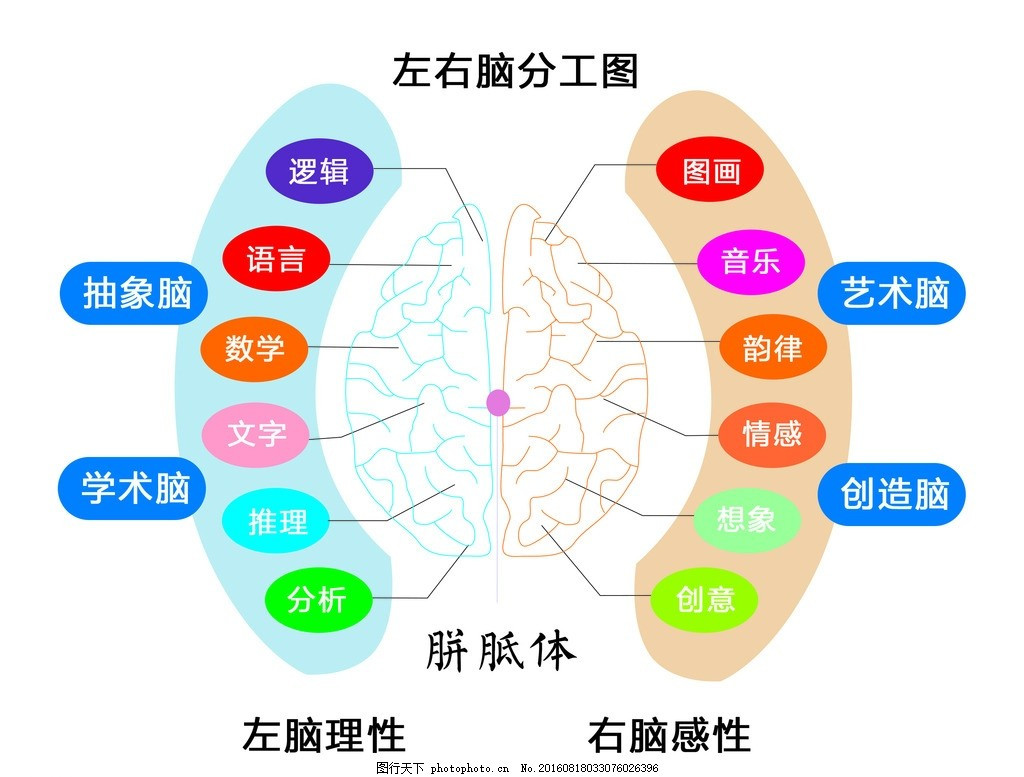 左右脑分工图
逻辑
语言
抽象脑
数学
文字
学术脑
推理
分析
图画
音乐
艺术脑
韵律
情感
创造脑
想象
创意
胼胝体
左脑理性
右脑感性
图行天下 photophoto.cn No.20160818033076026396